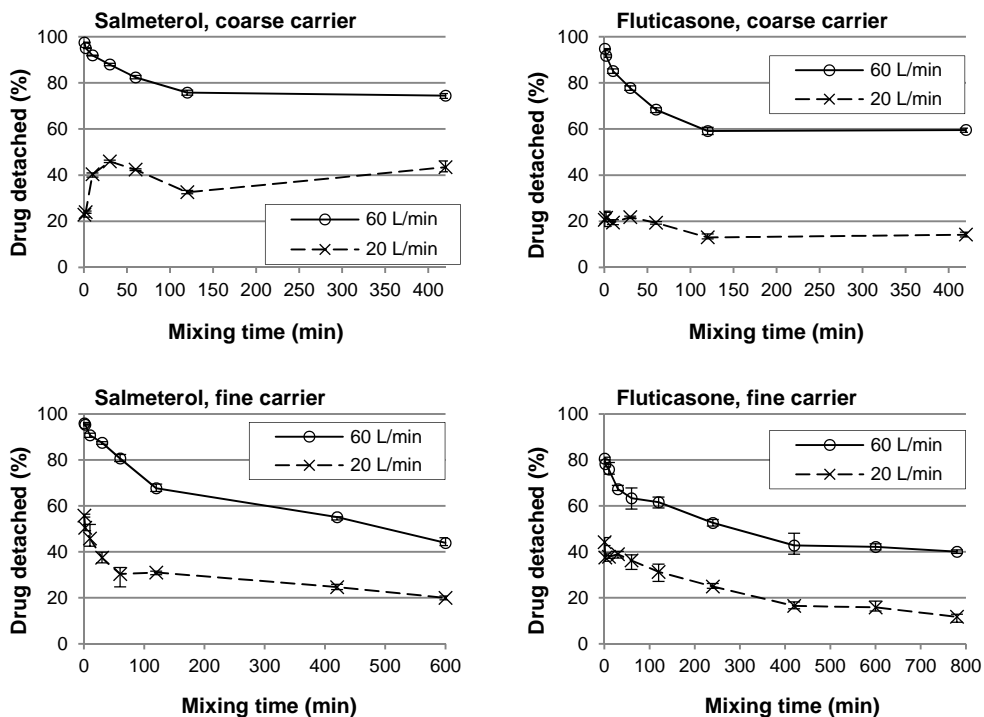 Salmeterol, coarse carrier
Drug detached (%)
100
80
60
40
20
0
60 L/min
20 L/min
0 50 100 150 200 250 300 350 400
Mixing time (min)
Fluticasone, coarse carrier
Drug detached (%)
100
80
60
40
20
0
60 L/min
20 L/min
0 50 100 150 200 250 300 350 400
Mixing time (min)
Salmeterol, fine carrier
Drug detached (%)
100
80
60
40
20
0
60 L/min
20 L/min
0 100 200 300 400 500 600
Mixing time (min)
Fluticasone, fine carrier
Drug detached (%)
100
80
60
40
20
0
60 L/min
20 L/min
0 100 200 300 400 500 600 700 800
Mixing time (min)